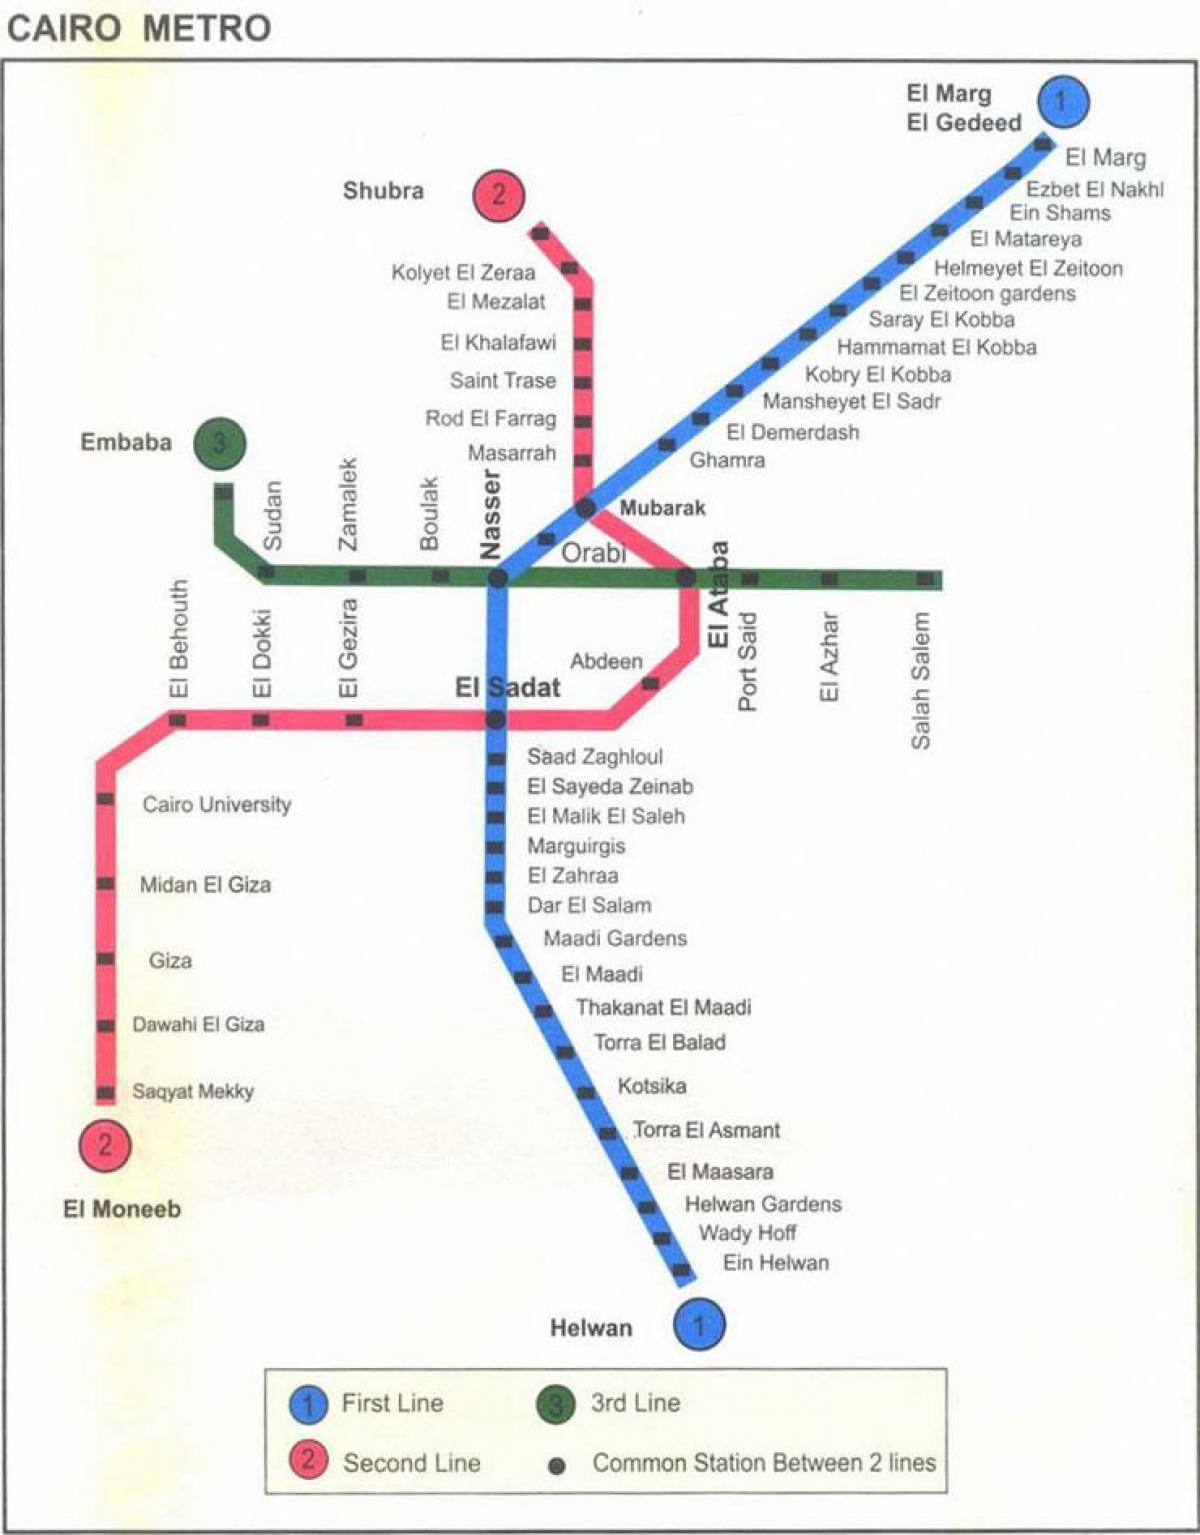 CAIRO METRO
El Marg
El Gedeed
1
El Marg
Ezbet El Nakhl
Ein Shams
El Matareya
Helmeyet El Zeitoon
El Zeitoon gardens
Saray El Kobba
Hammamat El Kobba
Kobry El Kobba
Mansheyet El Sadr
El Demerdash
Ghamra
Shubra
2
Kolyet El Zeraa
El Mezalat
El Khalafawi
Saint Trase
Rod El Farrag
Masarrah
Mubarak
Orabi
Embaba
3
Sudan
Zamalek
Boulak
Nasser
El Ataba
Port Said
El Azhar
Salah Salem
El Behouth
El Dokki
El Gezira
El Sadat
Abdeen
Cairo University
Midan El Giza
Giza
Dawahi El Giza
Saqyat Mekky
2
El Moneeb
Saad Zaghloul
El Sayeda Zeinab
El Malik El Saleh
Marguirgis
El Zahraa
Dar El Salam
Maadi Gardens
El Maadi
Thakanat El Maadi
Torra El Balad
Kotsika
Torra El Asmant
El Maasara
Helwan Gardens
Wady Hoff
Ein Helwan
Helwan
1
1 First Line
3 3rd Line
2 Second Line
Common Station Between 2 lines